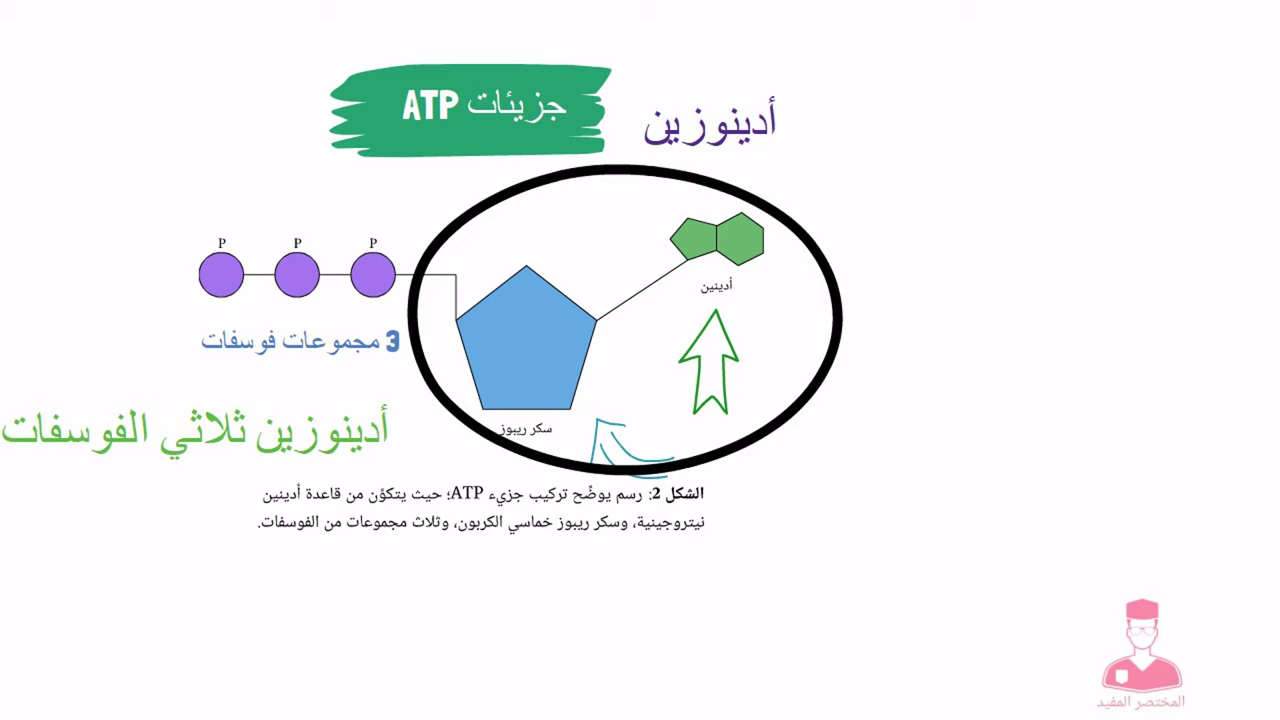 جزيئات ATP
أدينوزين
P P P
أدينين
3 مجموعات فوسفات
أدينوزين ثلاثي الفوسفات
سكر ريبوز
الشكل 2: رسم يوضّح تركيب جزيء ATP؛ حيث يتكوَّن من قاعدة أدينين
نيتروجينية، وسكر ريبوز خماسي الكربون، وثلاث مجموعات من الفوسفات.
المختصر المفيد